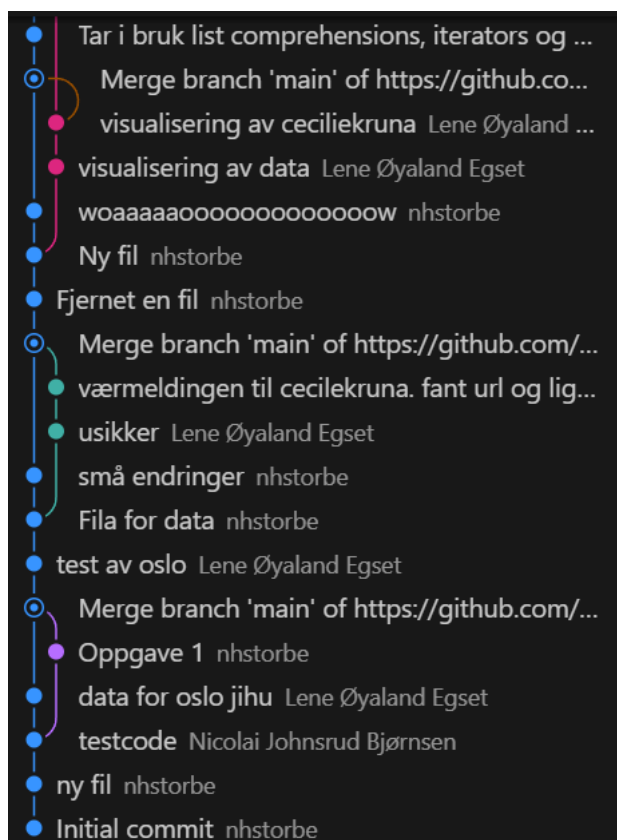 Tar i bruk list comprehensions, iterators og ...
Merge branch 'main' of https://github.co...
visualisering av ceciliekruna Lene Øyaland ...
visualisering av data Lene Øyaland Egset
woaaaaaooooooooooooow nhstorbe
Ny fil nhstorbe
Fjernet en fil nhstorbe
Merge branch 'main' of https://github.com/...
værmeldingen til cecilekruna. fant url og lig...
usikker Lene Øyaland Egset
små endringer nhstorbe
Fila for data nhstorbe
test av oslo Lene Øyaland Egset
Merge branch 'main' of https://github.com/...
Oppgave 1 nhstorbe
data for oslo jihu Lene Øyaland Egset
testcode Nicolai Johnsrud Bjørnsen
ny fil nhstorbe
Initial commit nhstorbe